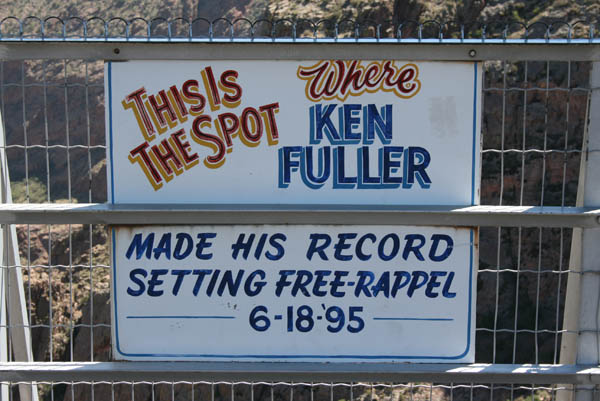 THIS IS
THE SPOT
Where
KEN
FULLER
MADE HIS RECORD
SETTING FREE-RAPPEL
6-18-'95